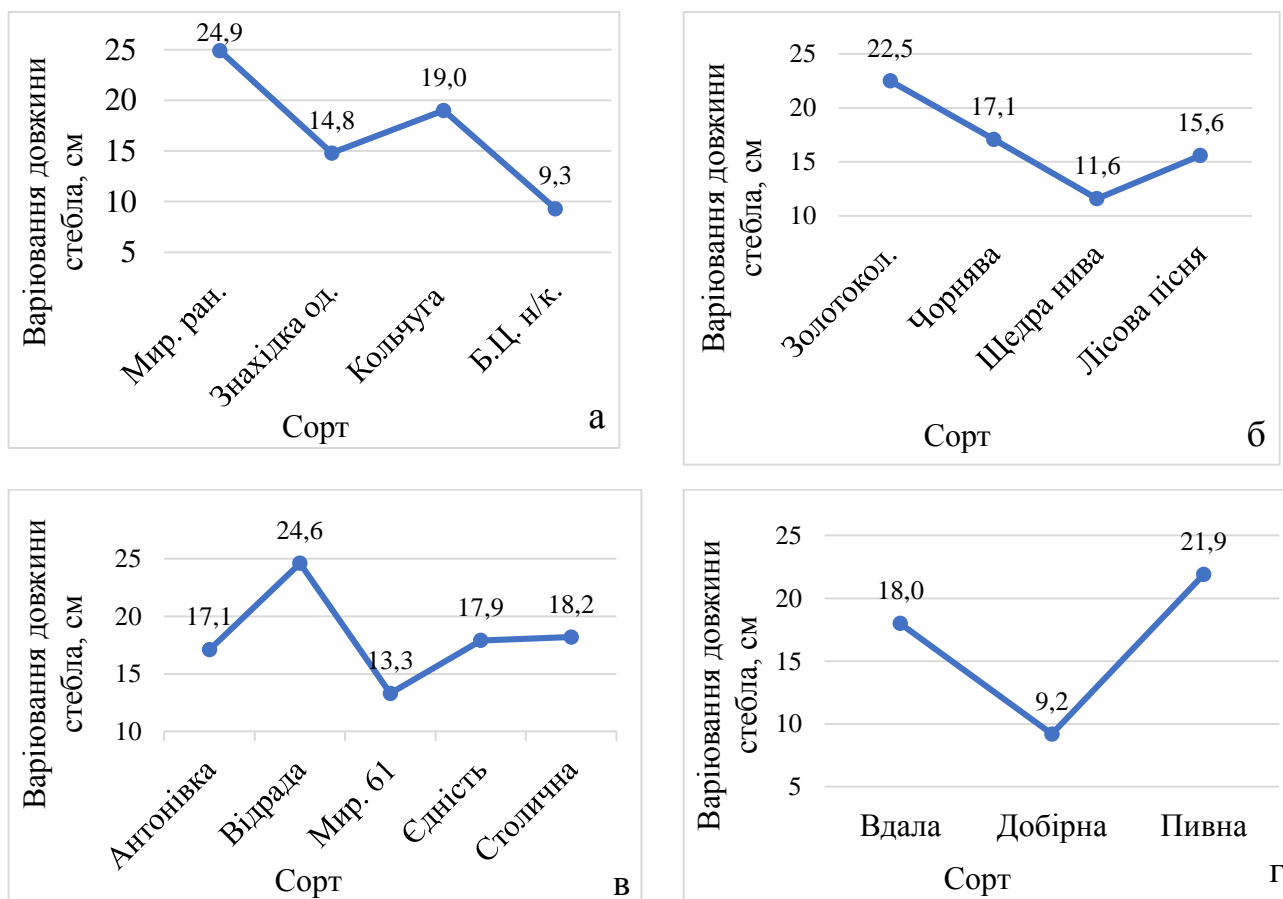 Варіювання довжини
стебла, см
25
20
15
10
5
24,9
14,8
19,0
9,3
Мир. ран.
Знахідка од.
Кольчуга
Б.Ц. н/к.
Сорт
а
Варіювання довжини
стебла, см
25
20
15
10
22,5
17,1
11,6
15,6
Золотокол.
Чорнява
Щедра нива
Лісова пісня
Сорт
б
Варіювання довжини
стебла, см
25
20
15
10
17,1
24,6
13,3
17,9
18,2
Антонівка
Відрада
Мир. 61
Єдність
Столична
Сорт
в
Варіювання довжини
стебла, см
25
20
15
10
5
18,0
9,2
21,9
Вдала
Добірна
Пивна
Сорт
г